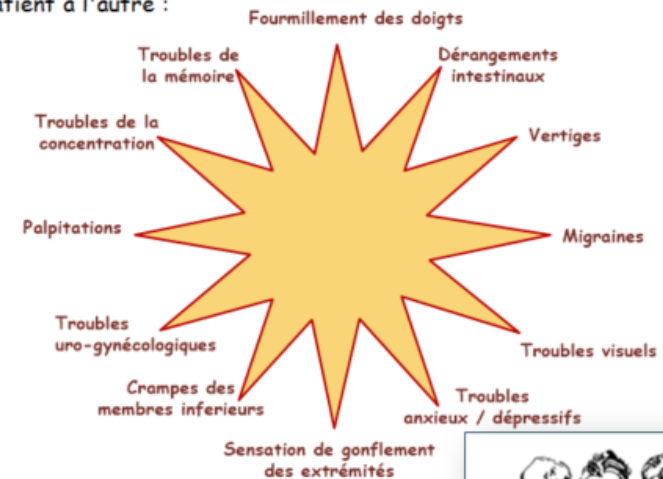 patient à l'autre :
Fourmillement des doigts
Troubles de
la mémoire
Dérangements
intestinaux
Troubles de la
concentration
Vertiges
Palpitations
Migraines
Troubles
uro-gynécologiques
Troubles visuels
Crampes des
membres inferieurs
Troubles
anxieux / dépressifs
Sensation de gonflement
des extrémités